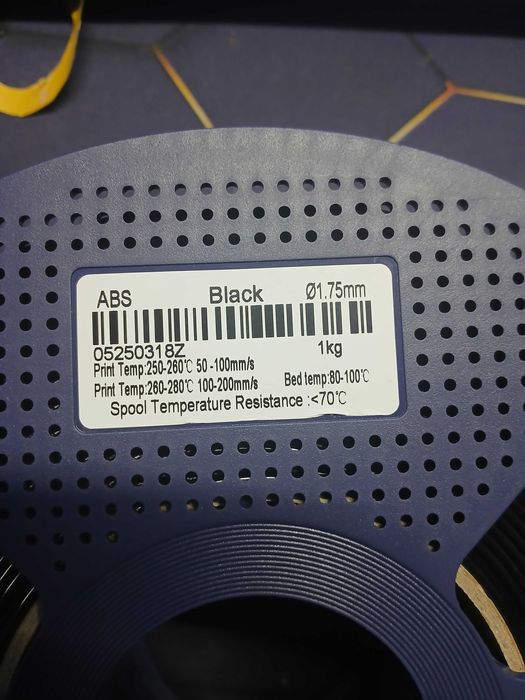 ABS Black Ø1.75mm
05250318Z 1kg
Print Temp:250-260℃ 50-100mm/s
Print Temp:260-280℃ 100-200mm/s Bed temp:80-100℃
Spool Temperature Resistance :<70℃